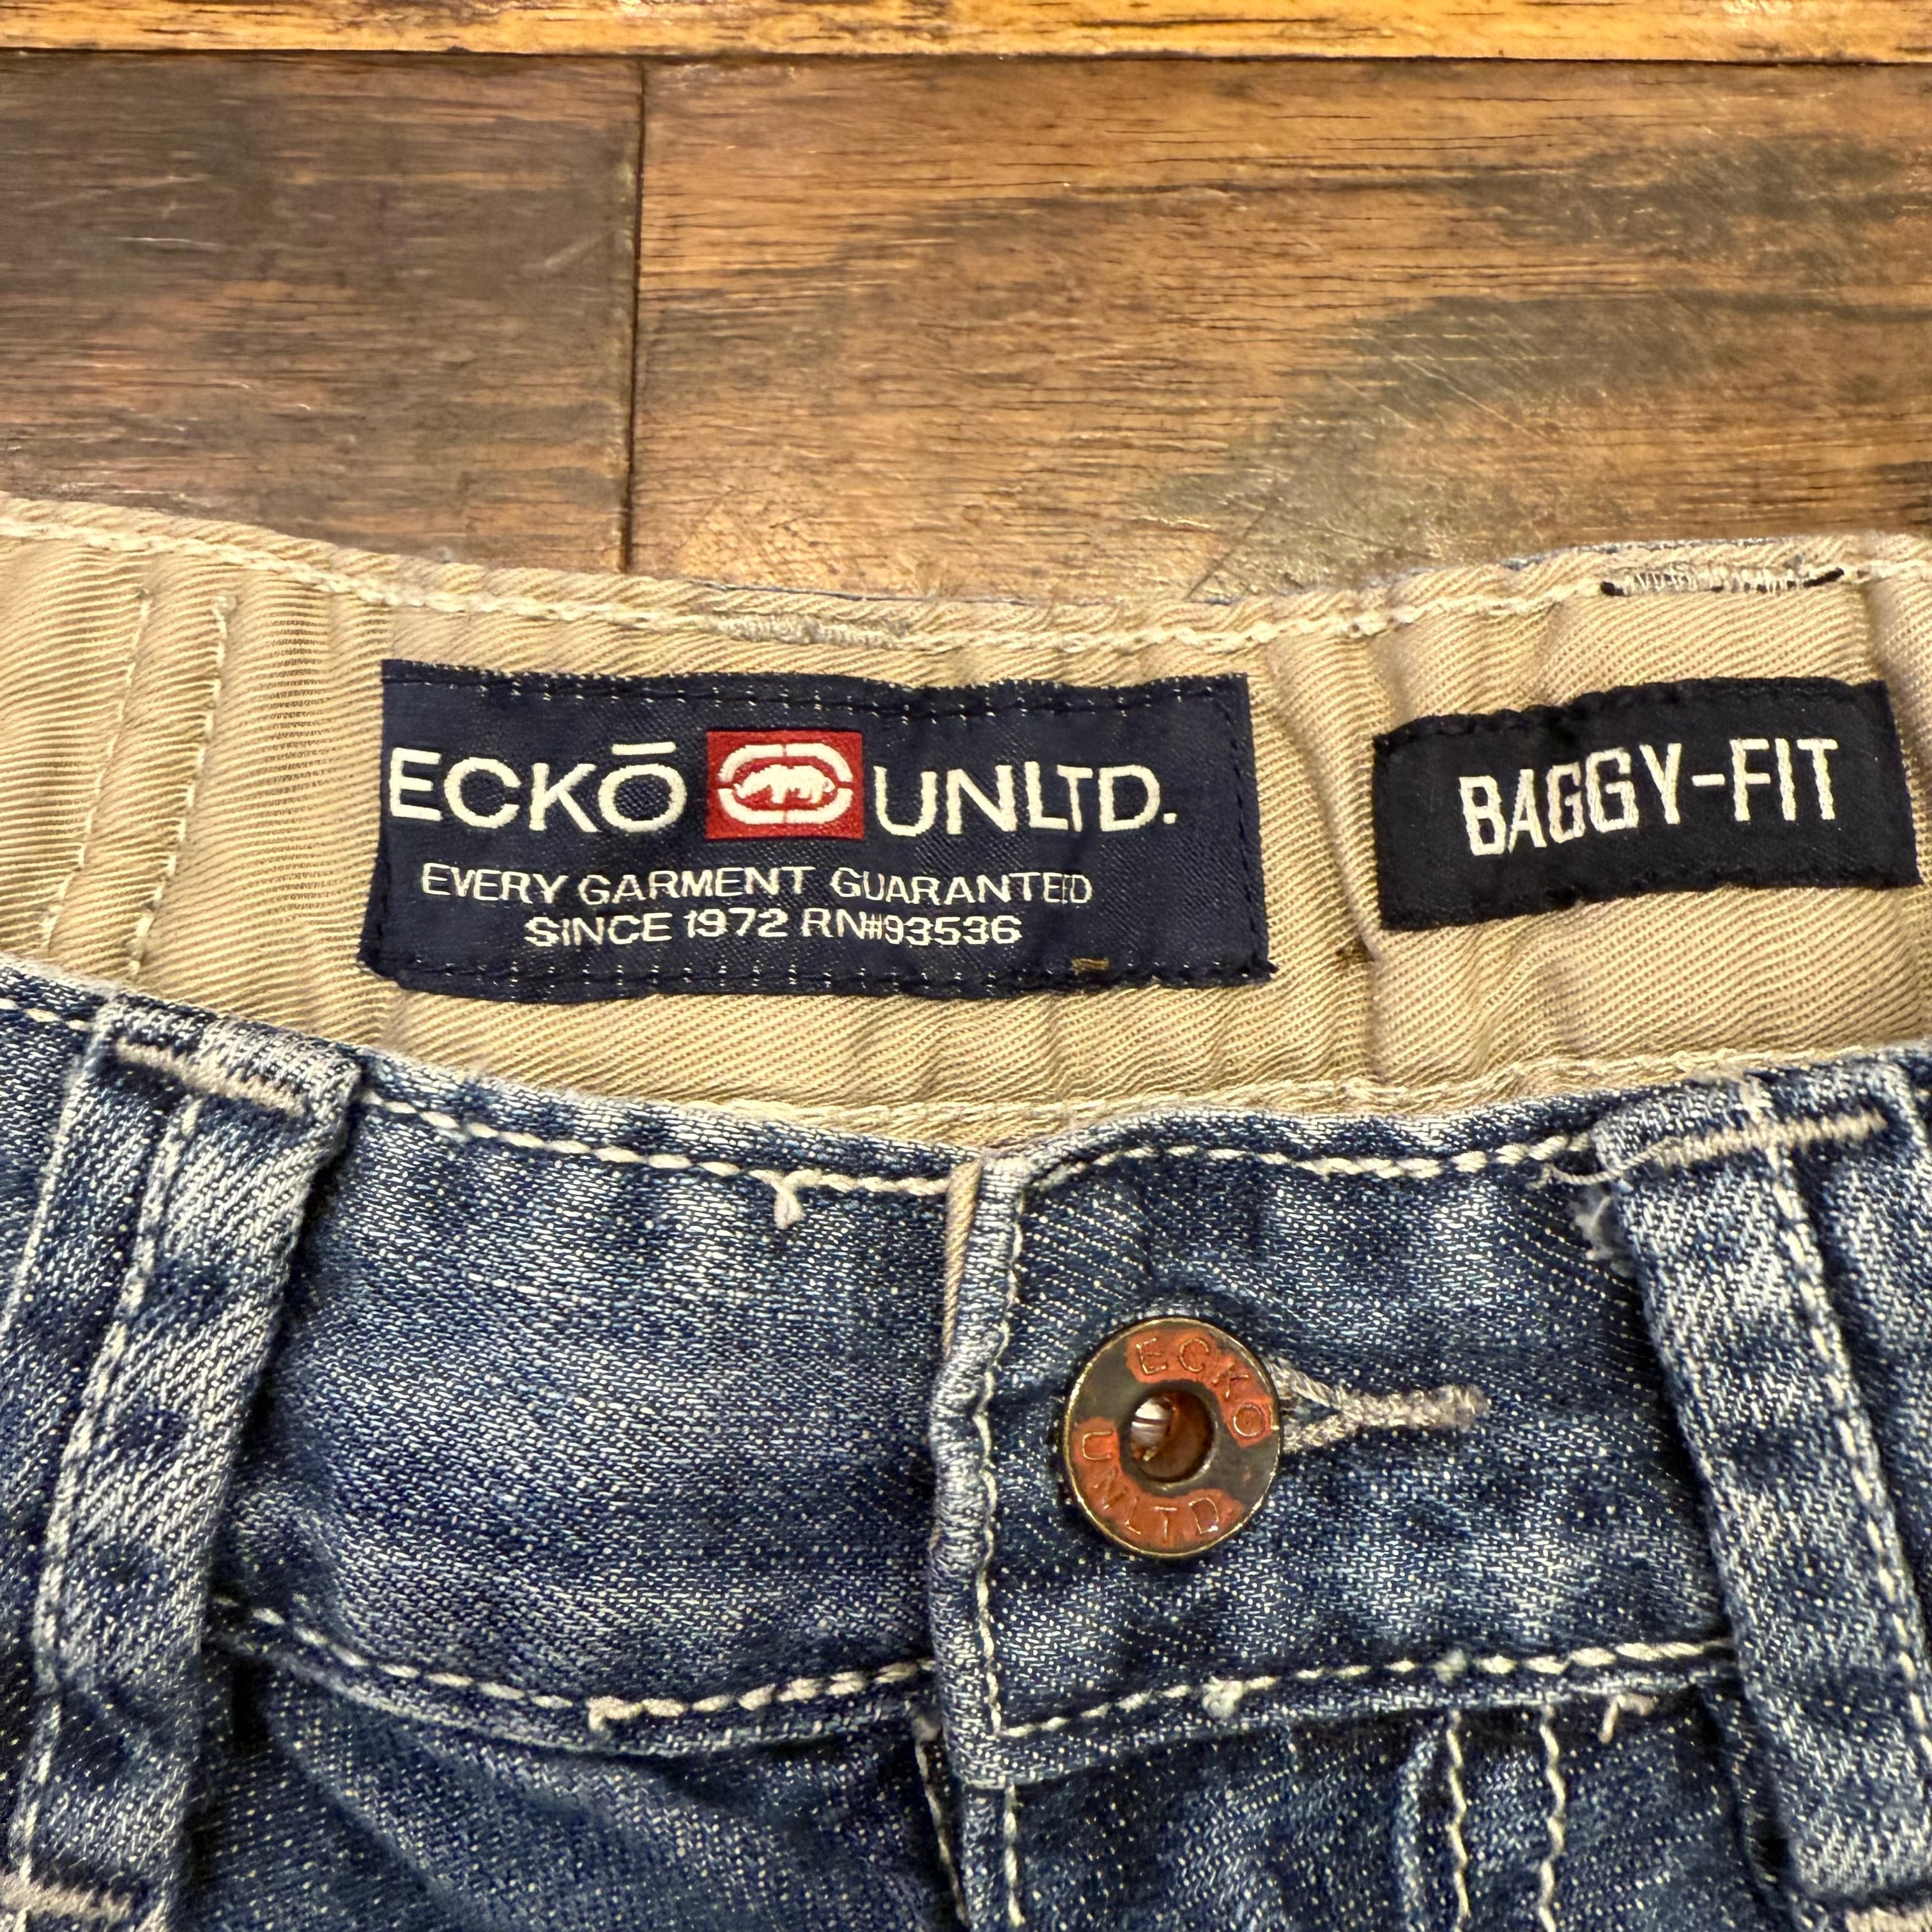 ECKŌ UNLTD.
EVERY GARMENT GUARANTEED
SINCE 1972 RN#93536
BAGGY-FIT
ECKO
UNLTD